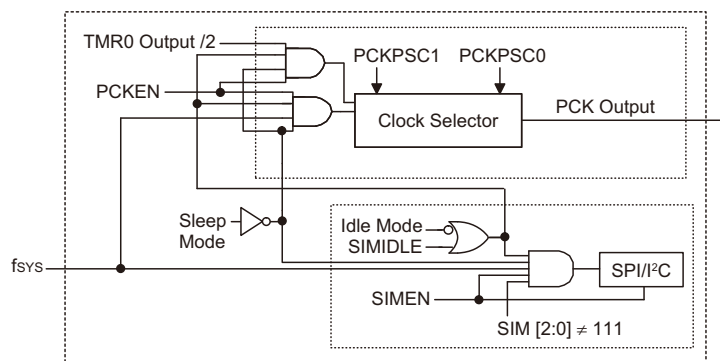 TMR0 Output /2
PCKPSC1
PCKPSC0
PCKEN
Clock Selector
PCK Output
Sleep
Mode
Idle Mode
SIMIDLE
fSYS
SPI/I²C
SIMEN
SIM [2:0] ≠ 111